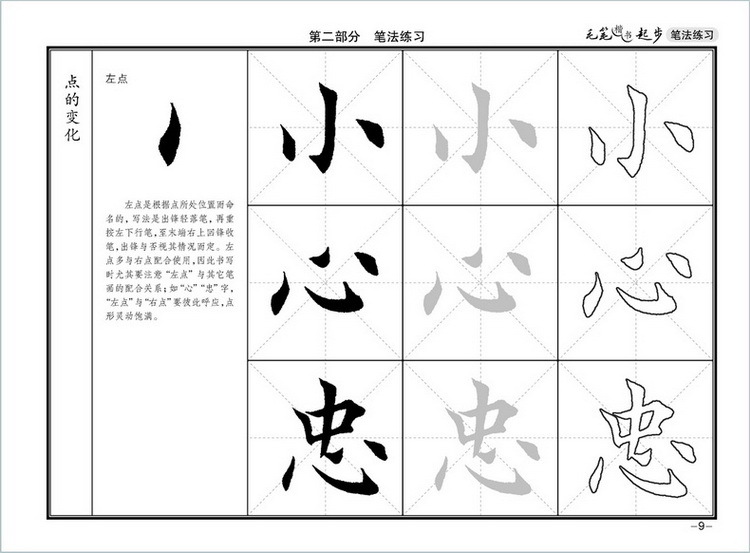 第二部分 笔法练习
毛笔楷书起步 笔法练习
点的变化
左点
左点是根据点所处位置而命
名的，写法是出锋轻落笔，再重
按左下行笔，至末端右上回锋收
笔，出锋与否视其情况而定。左
点多与右点配合使用，因此书写
时尤其要注意“左点”与其它笔
画的配合关系；如“心”“忠”字，
“左点”与“右点”要彼此呼应，点
形灵动饱满。
小 小 小
心 心 心
忠 忠 忠
-9-